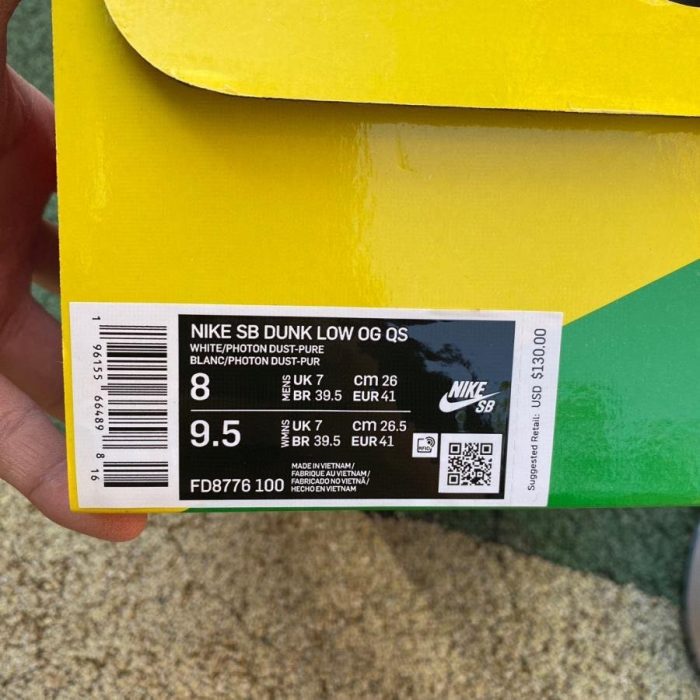 1 96155 66489 8 16
NIKE SB DUNK LOW OG QS
WHITE/PHOTON DUST-PURE
BLANC/PHOTON DUST-PUR
8 MENS UK 7 cm 26
BR 39.5 EUR 41
9.5 WMNS UK 7 cm 26.5
BR 39.5 EUR 41
NIKE
SB
RFID
FD8776 100
MADE IN VIETNAM/
FABRIQUE AU VIETNAM/
FABRICADO NO VIETNÃ/
HECHO EN VIETNAM
Suggested Retail: USD $130.00